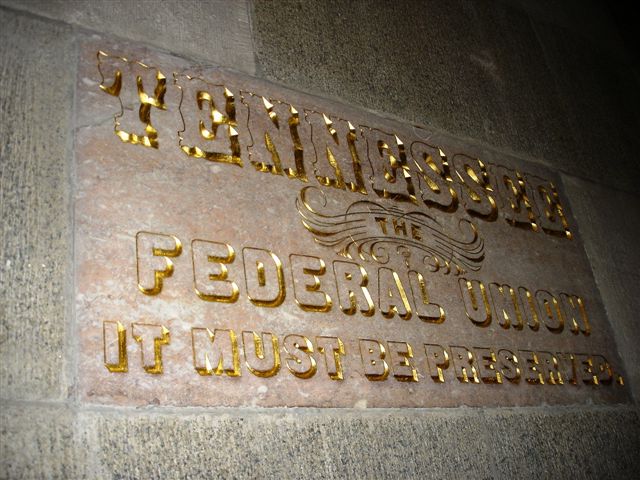 TENNESSEE
THE
FEDERAL UNION
IT MUST BE PRESERVED.